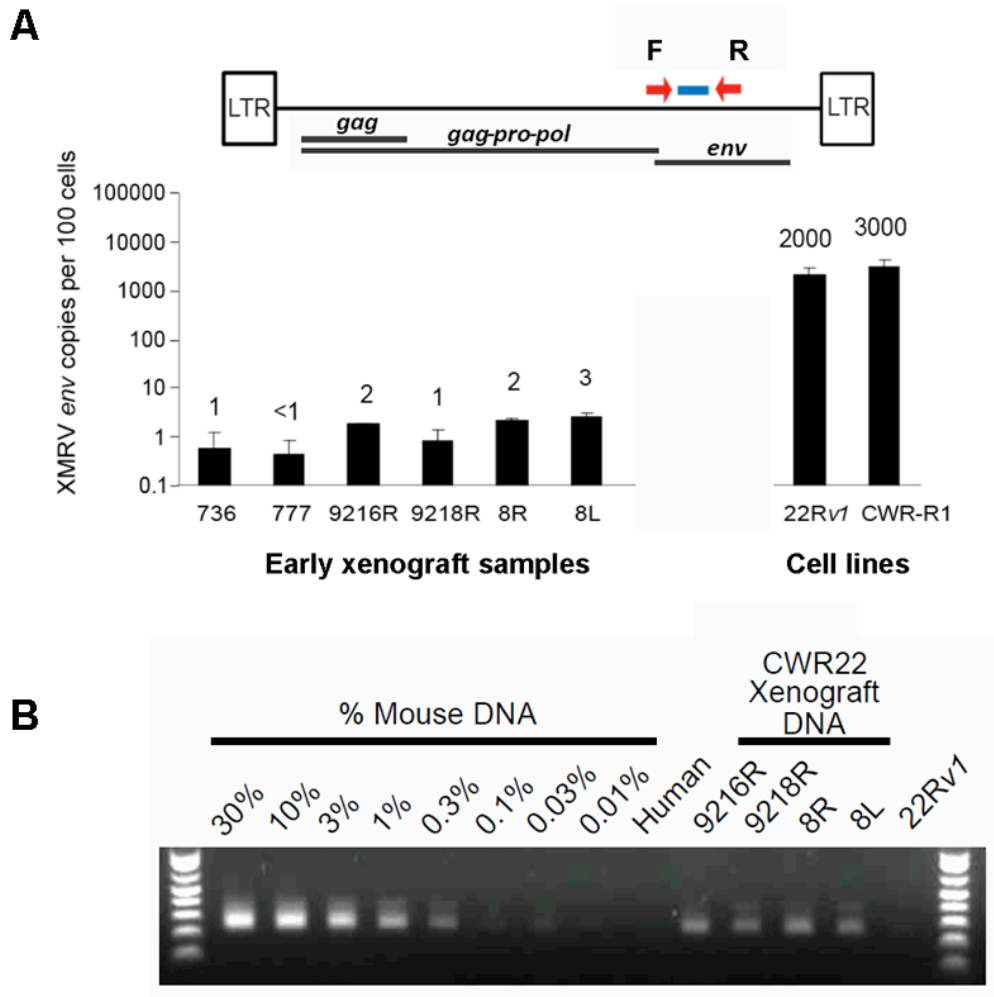 A
F R
LTR LTR
gag
gag-pro-pol
env
XMRV env copies per 100 cells
100000
10000
1000
100
10
1
0.1
1 <1 2 1 2 3 2000 3000
736 777 9216R 9218R 8R 8L 22Rv1 CWR-R1
Early xenograft samples Cell lines
B
% Mouse DNA
CWR22
Xenograft
DNA
30% 10% 3% 1% 0.3% 0.1% 0.03% 0.01% Human 9216R 9218R 8R 8L 22Rv1